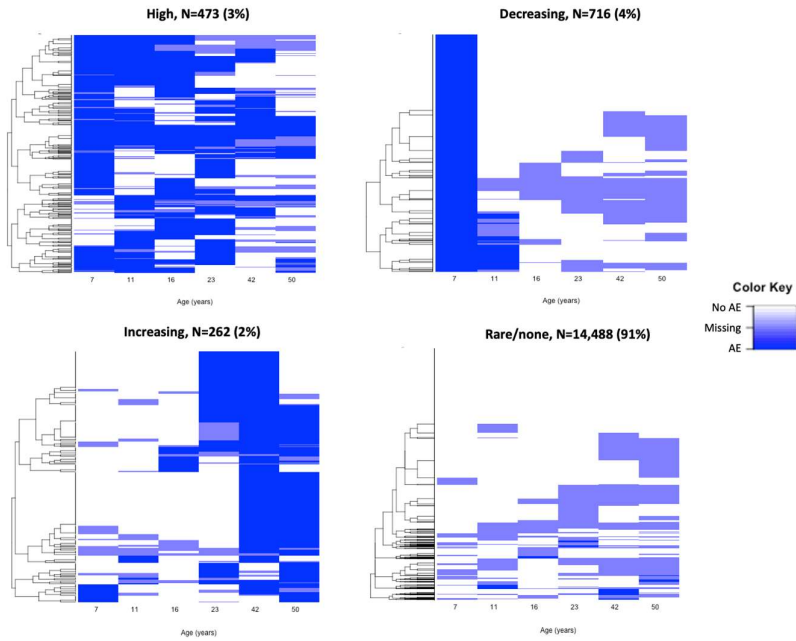 High, N=473 (3%)
Decreasing, N=716 (4%)
7 11 16 23 42 50
Age (years)
7 11 16 23 42 50
Age (years)
Color Key
No AE
Missing
AE
Increasing, N=262 (2%)
Rare/none, N=14,488 (91%)
7 11 16 23 42 50
Age (years)
7 11 16 23 42 50
Age (years)